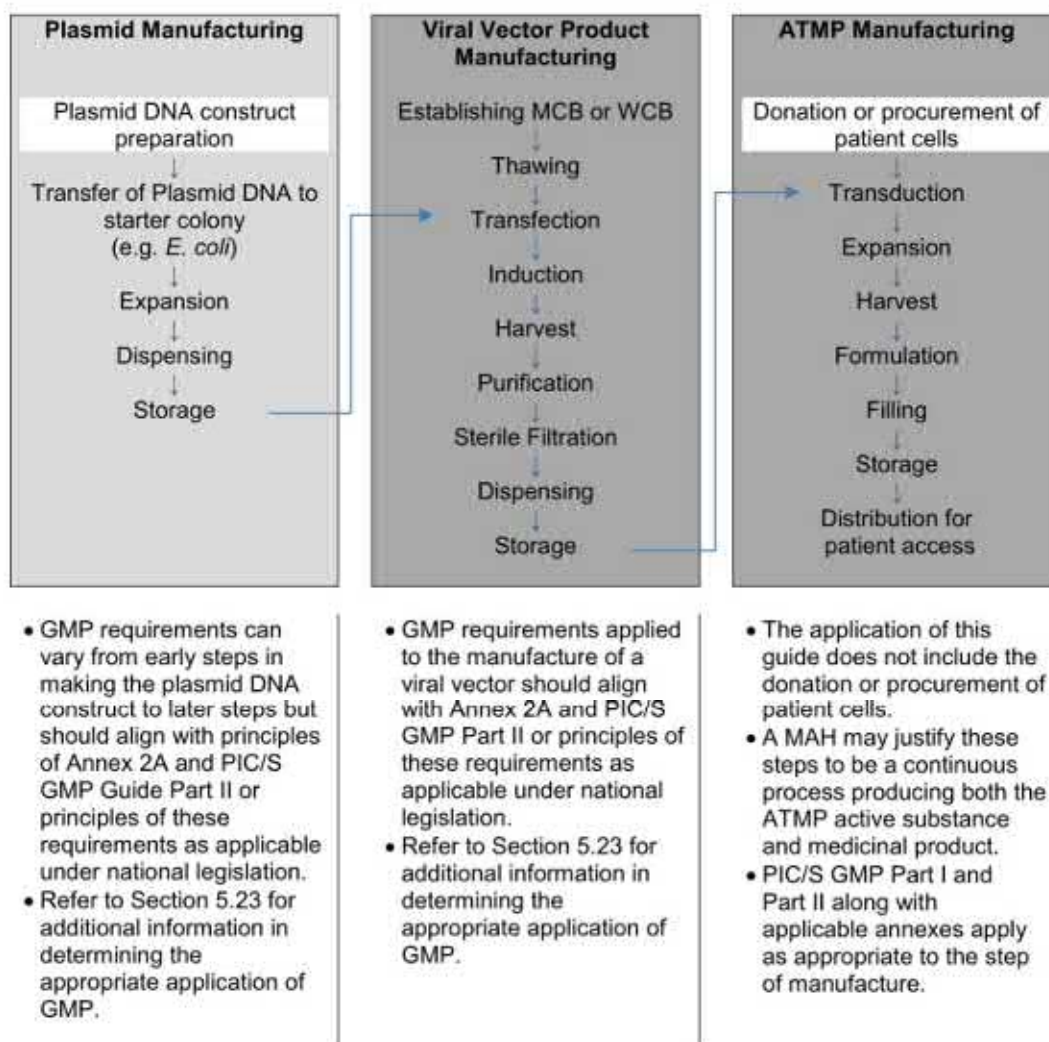 Plasmid Manufacturing
Plasmid DNA construct
preparation
Transfer of Plasmid DNA to
starter colony
(e.g. E. coli)
Expansion
Dispensing
Storage
Viral Vector Product
Manufacturing
Establishing MCB or WCB
Thawing
Transfection
Induction
Harvest
Purification
Sterile Filtration
Dispensing
Storage
ATMP Manufacturing
Donation or procurement of
patient cells
Transduction
Expansion
Harvest
Formulation
Filling
Storage
Distribution for
patient access
• GMP requirements can
vary from early steps in
making the plasmid DNA
construct to later steps but
should align with principles
of Annex 2A and PIC/S
GMP Guide Part II or
principles of these
requirements as applicable
under national legislation.
• Refer to Section 5.23 for
additional information in
determining the
appropriate application of
GMP.
• GMP requirements applied
to the manufacture of a
viral vector should align
with Annex 2A and PIC/S
GMP Part II or principles of
these requirements as
applicable under national
legislation.
• Refer to Section 5.23 for
additional information in
determining the
appropriate application of
GMP.
• The application of this
guide does not include the
donation or procurement of
patient cells.
• A MAH may justify these
steps to be a continuous
process producing both the
ATMP active substance
and medicinal product.
• PIC/S GMP Part I and
Part II along with
applicable annexes apply
as appropriate to the step
of manufacture.